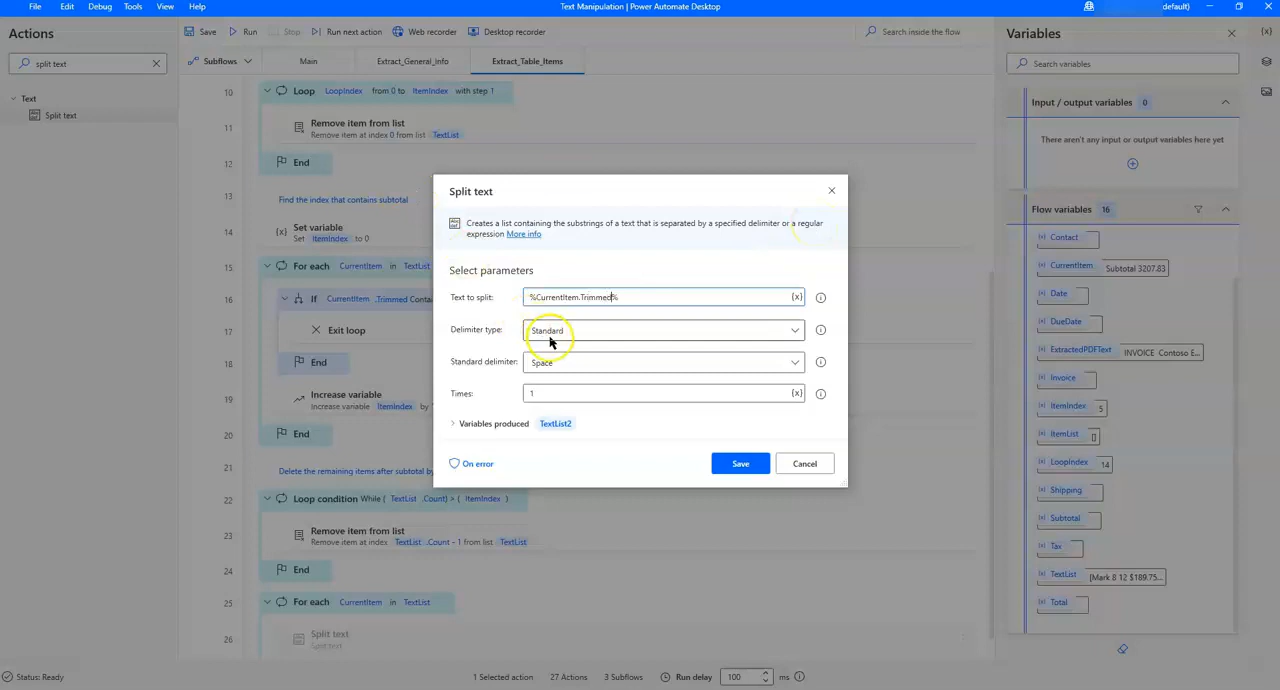 File Edit Debug Tools View Help Text Manipulation | Power Automate Desktop default)
Actions
split text
Text
Split text
Save Run Stop Run next action Web recorder Desktop recorder Search inside the flow
Subflows Main Extract_General_Info Extract_Table_Items
10 Loop LoopIndex from 0 to ItemIndex with step 1
11 Remove item from list
Remove item at index 0 from list TextList
12 End
13 Find the index that contains subtotal
14 {x} Set variable
Set ItemIndex to 0
15 For each CurrentItem in TextList
16 If CurrentItem .Trimmed Conta
17 Exit loop
18 End
19 Increase variable
Increase variable ItemIndex by
20 End
21 Delete the remaining items after subtotal b
22 Loop condition While ( TextList .Count) > ( ItemIndex )
23 Remove item from list
Remove item at index TextList .Count - 1 from list TextList
24 End
25 For each CurrentItem in TextList
26 Split text
Split text
Split text
Creates a list containing the substrings of a text that is separated by a specified delimiter or a regular
expression More info
Select parameters
Text to split: %CurrentItem.Trimmed% {x}
Delimiter type: Standard
Standard delimiter: Space
Times: 1 {x}
Variables produced TextList2
On error Save Cancel
Variables
{x}
Search variables
Input / output variables 0
There aren't any input or output variables here yet
Flow variables 16
(x) Contact
(x) CurrentItem Subtotal 3207.83
(x) Date
(x) DueDate
(x) ExtractedPDFText INVOICE Contoso E...
(x) Invoice
(x) ItemIndex 5
(x) ItemList []
(x) LoopIndex 14
(x) Shipping
(x) Subtotal
(x) Tax
(x) TextList [Mark 8 12 $189.75...
(x) Total
Status: Ready 1 Selected action 27 Actions 3 Subflows Run delay 100 ms